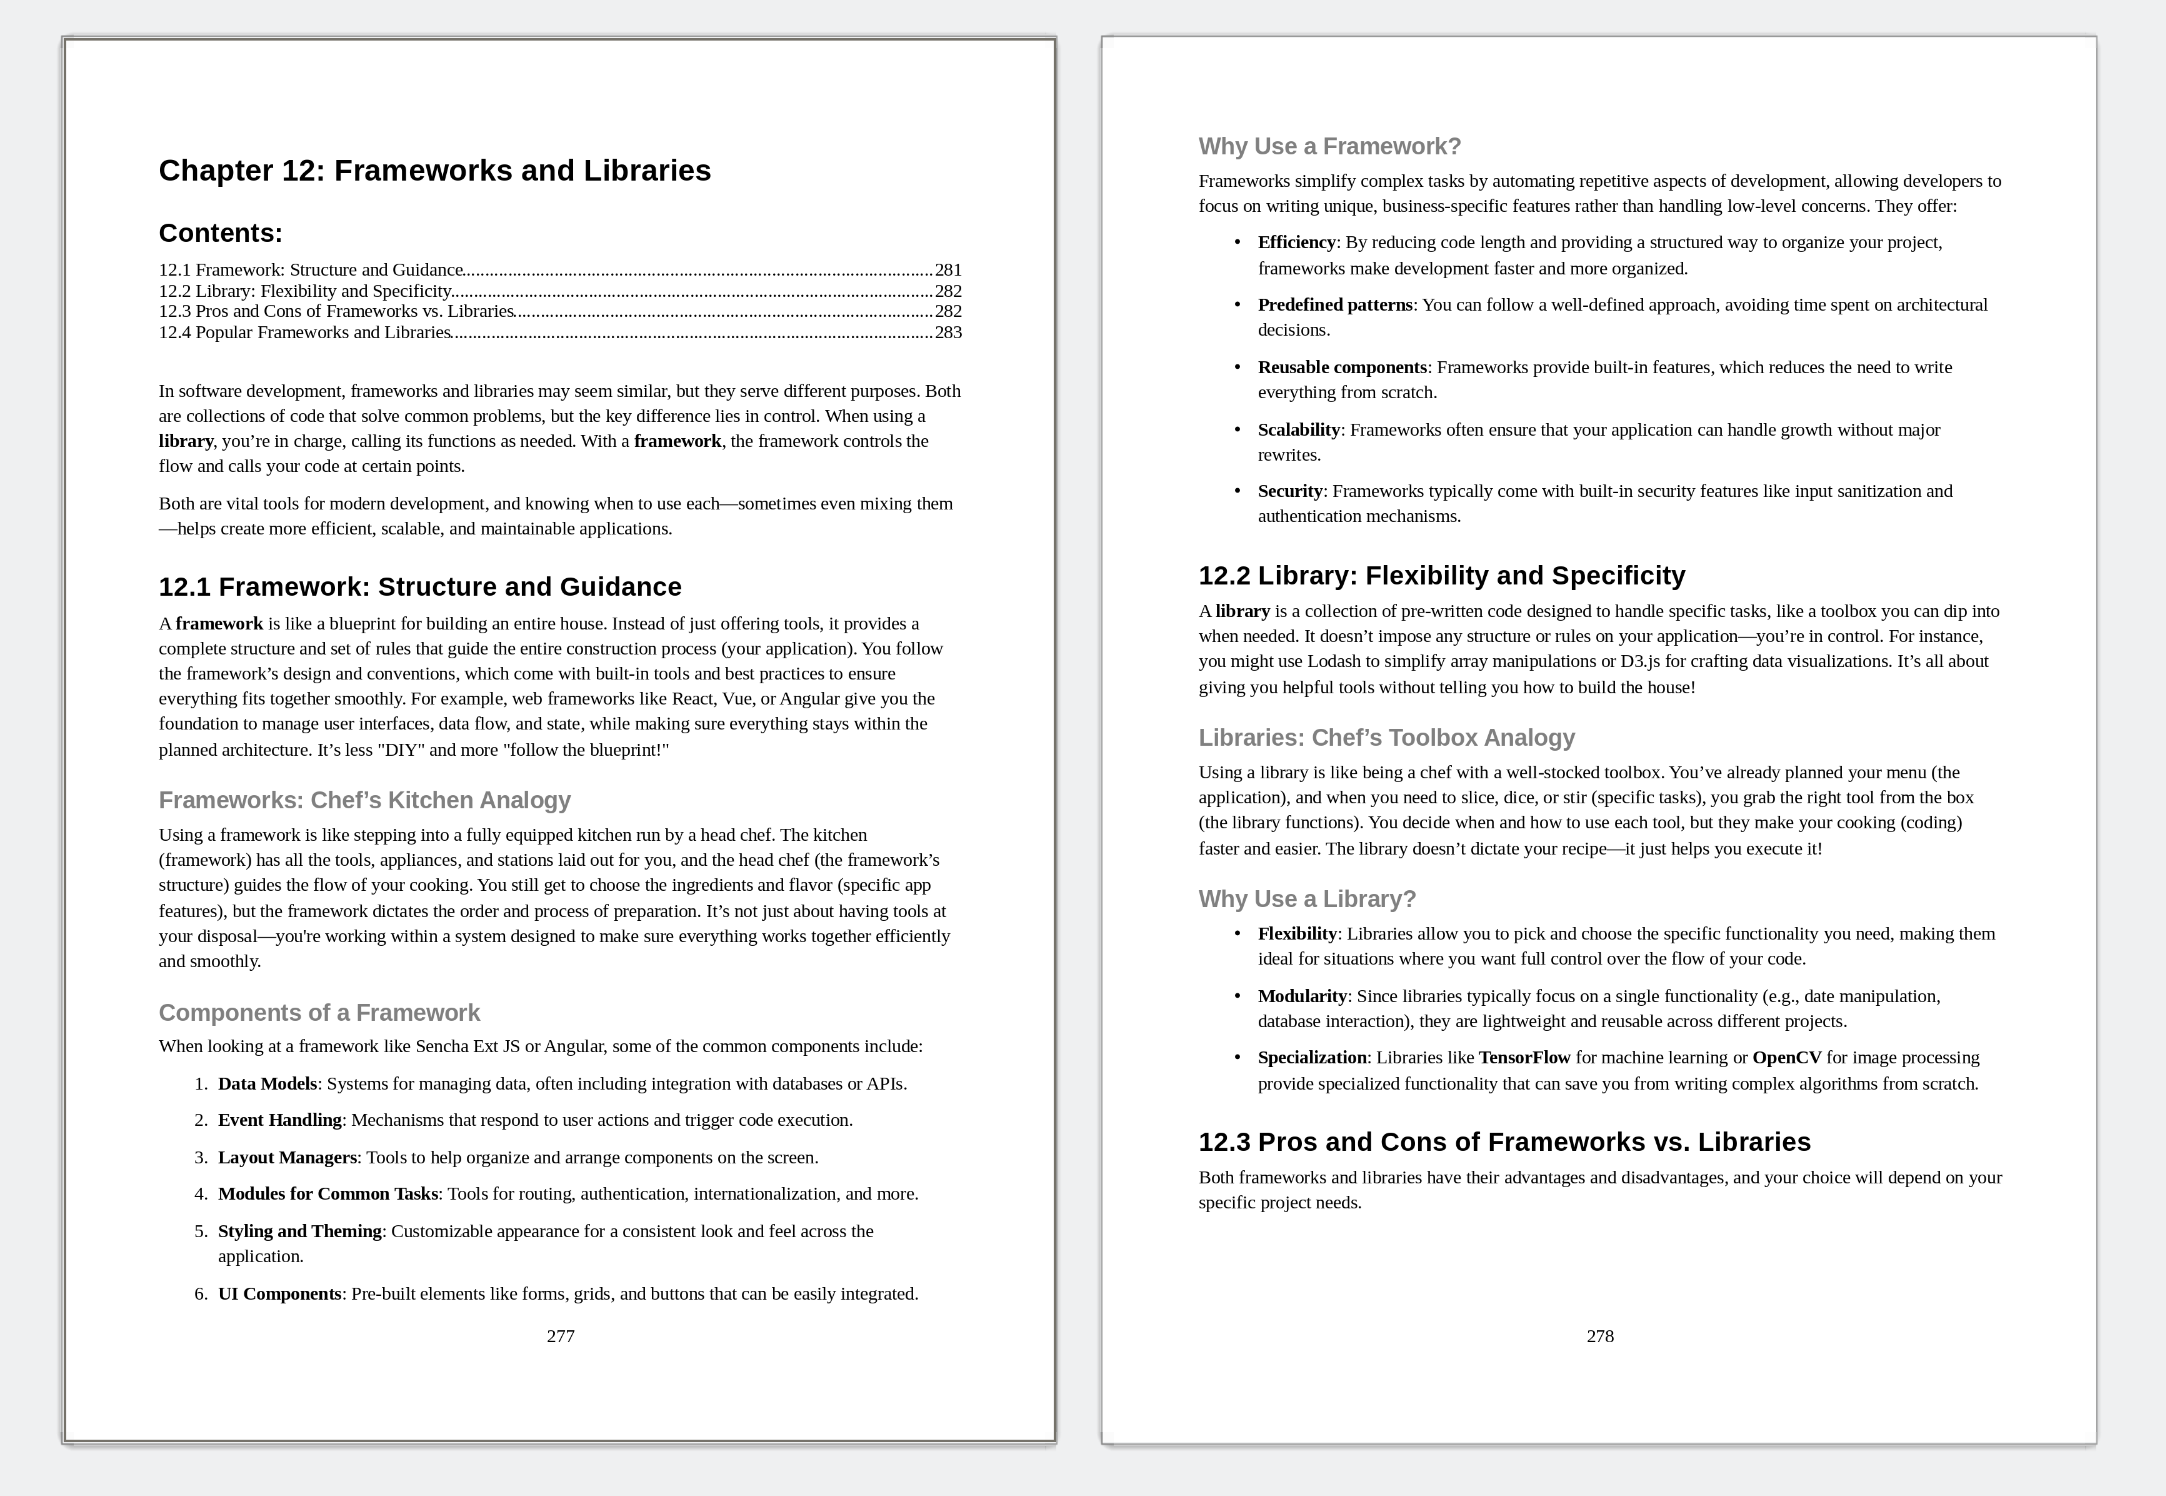 Chapter 12: Frameworks and Libraries
Contents:
12.1 Framework: Structure and Guidance.....281
12.2 Library: Flexibility and Specificity.....282
12.3 Pros and Cons of Frameworks vs. Libraries.....282
12.4 Popular Frameworks and Libraries.....283
In software development, frameworks and libraries may seem similar, but they serve different purposes. Both
are collections of code that solve common problems, but the key difference lies in control. When using a
library, you’re in charge, calling its functions as needed. With a framework, the framework controls the
flow and calls your code at certain points.
Both are vital tools for modern development, and knowing when to use each—sometimes even mixing them
—helps create more efficient, scalable, and maintainable applications.
12.1 Framework: Structure and Guidance
A framework is like a blueprint for building an entire house. Instead of just offering tools, it provides a
complete structure and set of rules that guide the entire construction process (your application). You follow
the framework’s design and conventions, which come with built-in tools and best practices to ensure
everything fits together smoothly. For example, web frameworks like React, Vue, or Angular give you the
foundation to manage user interfaces, data flow, and state, while making sure everything stays within the
planned architecture. It’s less "DIY" and more "follow the blueprint!"
Frameworks: Chef’s Kitchen Analogy
Using a framework is like stepping into a fully equipped kitchen run by a head chef. The kitchen
(framework) has all the tools, appliances, and stations laid out for you, and the head chef (the framework’s
structure) guides the flow of your cooking. You still get to choose the ingredients and flavor (specific app
features), but the framework dictates the order and process of preparation. It’s not just about having tools at
your disposal—you're working within a system designed to make sure everything works together efficiently
and smoothly.
Components of a Framework
When looking at a framework like Sencha Ext JS or Angular, some of the common components include:
1. Data Models: Systems for managing data, often including integration with databases or APIs.
2. Event Handling: Mechanisms that respond to user actions and trigger code execution.
3. Layout Managers: Tools to help organize and arrange components on the screen.
4. Modules for Common Tasks: Tools for routing, authentication, internationalization, and more.
5. Styling and Theming: Customizable appearance for a consistent look and feel across the
application.
6. UI Components: Pre-built elements like forms, grids, and buttons that can be easily integrated.
277
Why Use a Framework?
Frameworks simplify complex tasks by automating repetitive aspects of development, allowing developers to
focus on writing unique, business-specific features rather than handling low-level concerns. They offer:
• Efficiency: By reducing code length and providing a structured way to organize your project,
frameworks make development faster and more organized.
• Predefined patterns: You can follow a well-defined approach, avoiding time spent on architectural
decisions.
• Reusable components: Frameworks provide built-in features, which reduces the need to write
everything from scratch.
• Scalability: Frameworks often ensure that your application can handle growth without major
rewrites.
• Security: Frameworks typically come with built-in security features like input sanitization and
authentication mechanisms.
12.2 Library: Flexibility and Specificity
A library is a collection of pre-written code designed to handle specific tasks, like a toolbox you can dip into
when needed. It doesn’t impose any structure or rules on your application—you’re in control. For instance,
you might use Lodash to simplify array manipulations or D3.js for crafting data visualizations. It’s all about
giving you helpful tools without telling you how to build the house!
Libraries: Chef’s Toolbox Analogy
Using a library is like being a chef with a well-stocked toolbox. You’ve already planned your menu (the
application), and when you need to slice, dice, or stir (specific tasks), you grab the right tool from the box
(the library functions). You decide when and how to use each tool, but they make your cooking (coding)
faster and easier. The library doesn’t dictate your recipe—it just helps you execute it!
Why Use a Library?
• Flexibility: Libraries allow you to pick and choose the specific functionality you need, making them
ideal for situations where you want full control over the flow of your code.
• Modularity: Since libraries typically focus on a single functionality (e.g., date manipulation,
database interaction), they are lightweight and reusable across different projects.
• Specialization: Libraries like TensorFlow for machine learning or OpenCV for image processing
provide specialized functionality that can save you from writing complex algorithms from scratch.
12.3 Pros and Cons of Frameworks vs. Libraries
Both frameworks and libraries have their advantages and disadvantages, and your choice will depend on your
specific project needs.
278